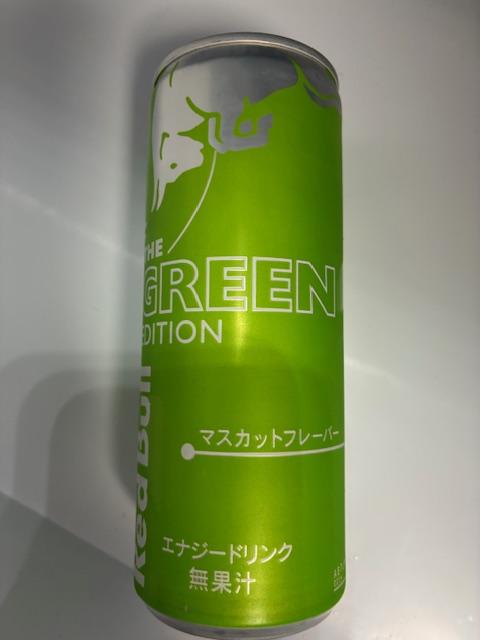 THE
GREEN
EDITION
Red Bull
マスカットフレーバー
エナジードリンク
無果汁